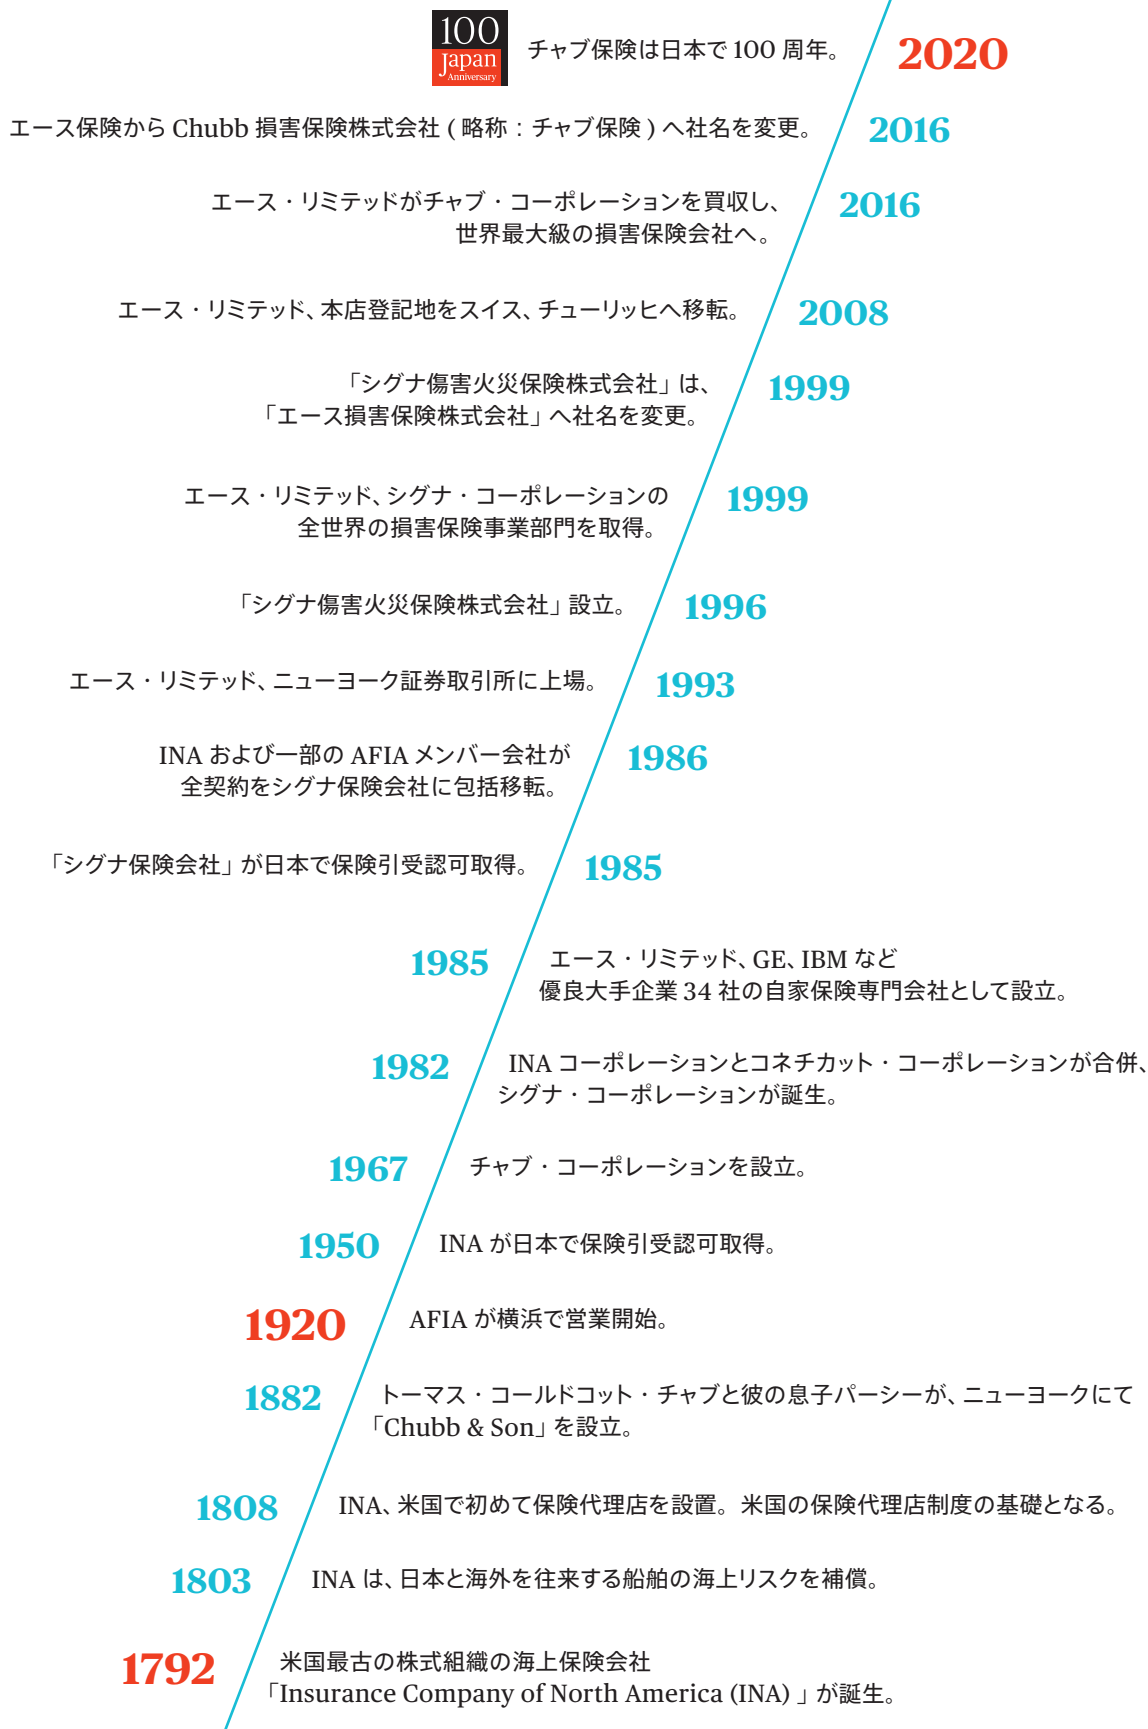 100
Japan
Anniversary
チャブ保険は日本で 100 周年。
2020
エース保険から Chubb 損害保険株式会社 ( 略称：チャブ保険 ) へ社名を変更。
2016
エース・リミテッドがチャブ・コーポレーションを買収し、
世界最大級の損害保険会社へ。
2016
エース・リミテッド、本店登記地をスイス、チューリッヒへ移転。
2008
「シグナ傷害火災保険株式会社」は、
「エース損害保険株式会社」へ社名を変更。
1999
エース・リミテッド、シグナ・コーポレーションの
全世界の損害保険事業部門を取得。
1999
「シグナ傷害火災保険株式会社」設立。
1996
エース・リミテッド、ニューヨーク証券取引所に上場。
1993
INA および一部の AFIA メンバー会社が
全契約をシグナ保険会社に包括移転。
1986
「シグナ保険会社」が日本で保険引受認可取得。
1985
1985
エース・リミテッド、GE、IBM など
優良大手企業 34 社の自家保険専門会社として設立。
1982
INA コーポレーションとコネチカット・コーポレーションが合併、
シグナ・コーポレーションが誕生。
1967
チャブ・コーポレーションを設立。
1950
INA が日本で保険引受認可取得。
1920
AFIA が横浜で営業開始。
1882
トーマス・コールドコット・チャブと彼の息子パーシーが、ニューヨークにて
「Chubb & Son」を設立。
1808
INA、米国で初めて保険代理店を設置。米国の保険代理店制度の基礎となる。
1803
INA は、日本と海外を往来する船舶の海上リスクを補償。
1792
米国最古の株式組織の海上保険会社
「Insurance Company of North America (INA) 」が誕生。